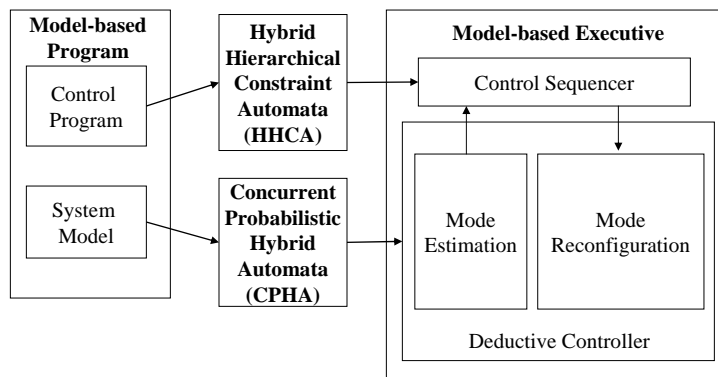 Model-based
Program
Control
Program
System
Model
Hybrid
Hierarchical
Constraint
Automata
(HHCA)
Concurrent
Probabilistic
Hybrid
Automata
(CPHA)
Model-based Executive
Control Sequencer
Mode
Estimation
Mode
Reconfiguration
Deductive Controller